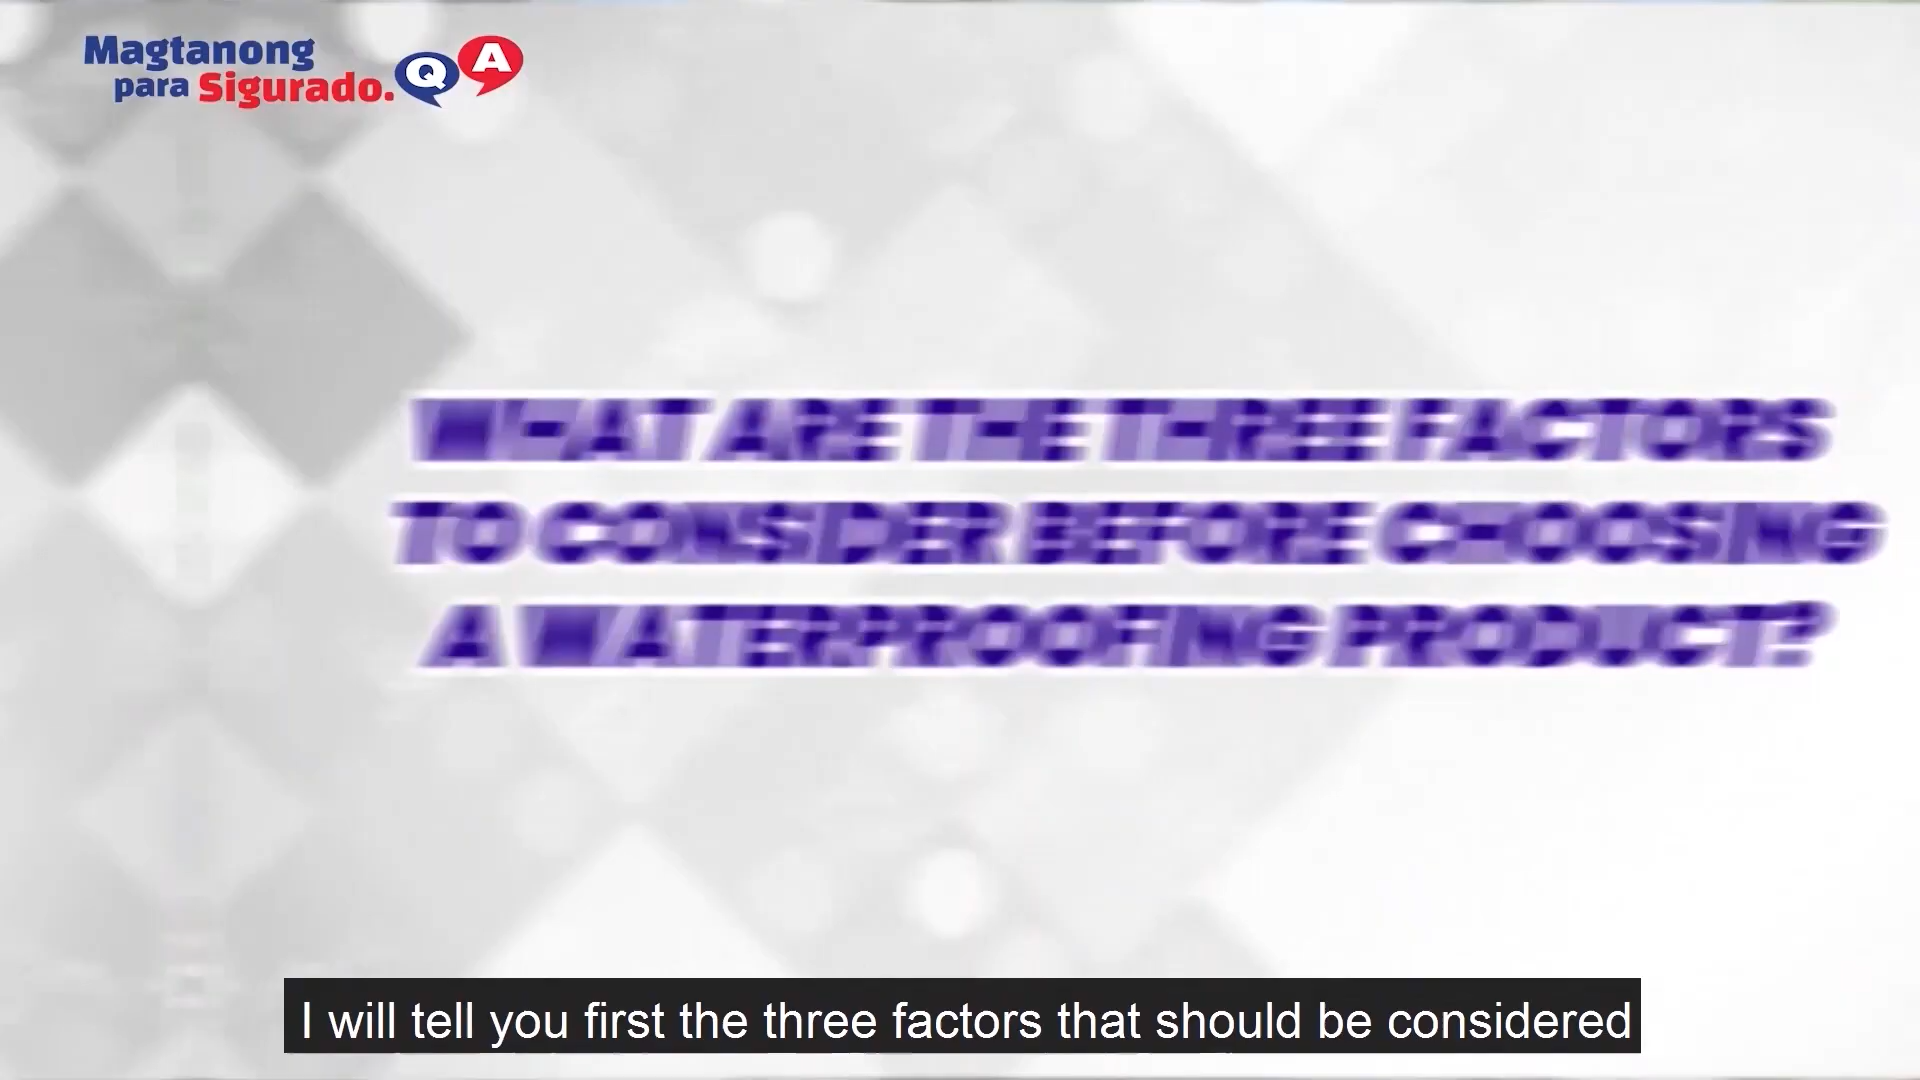 Magtanong
para Sigurado. Q A
WHAT ARE THE THREE FACTORS
TO CONSIDER BEFORE CHOOSING
A WATERPROOFING PRODUCT?
I will tell you first the three factors that should be considered